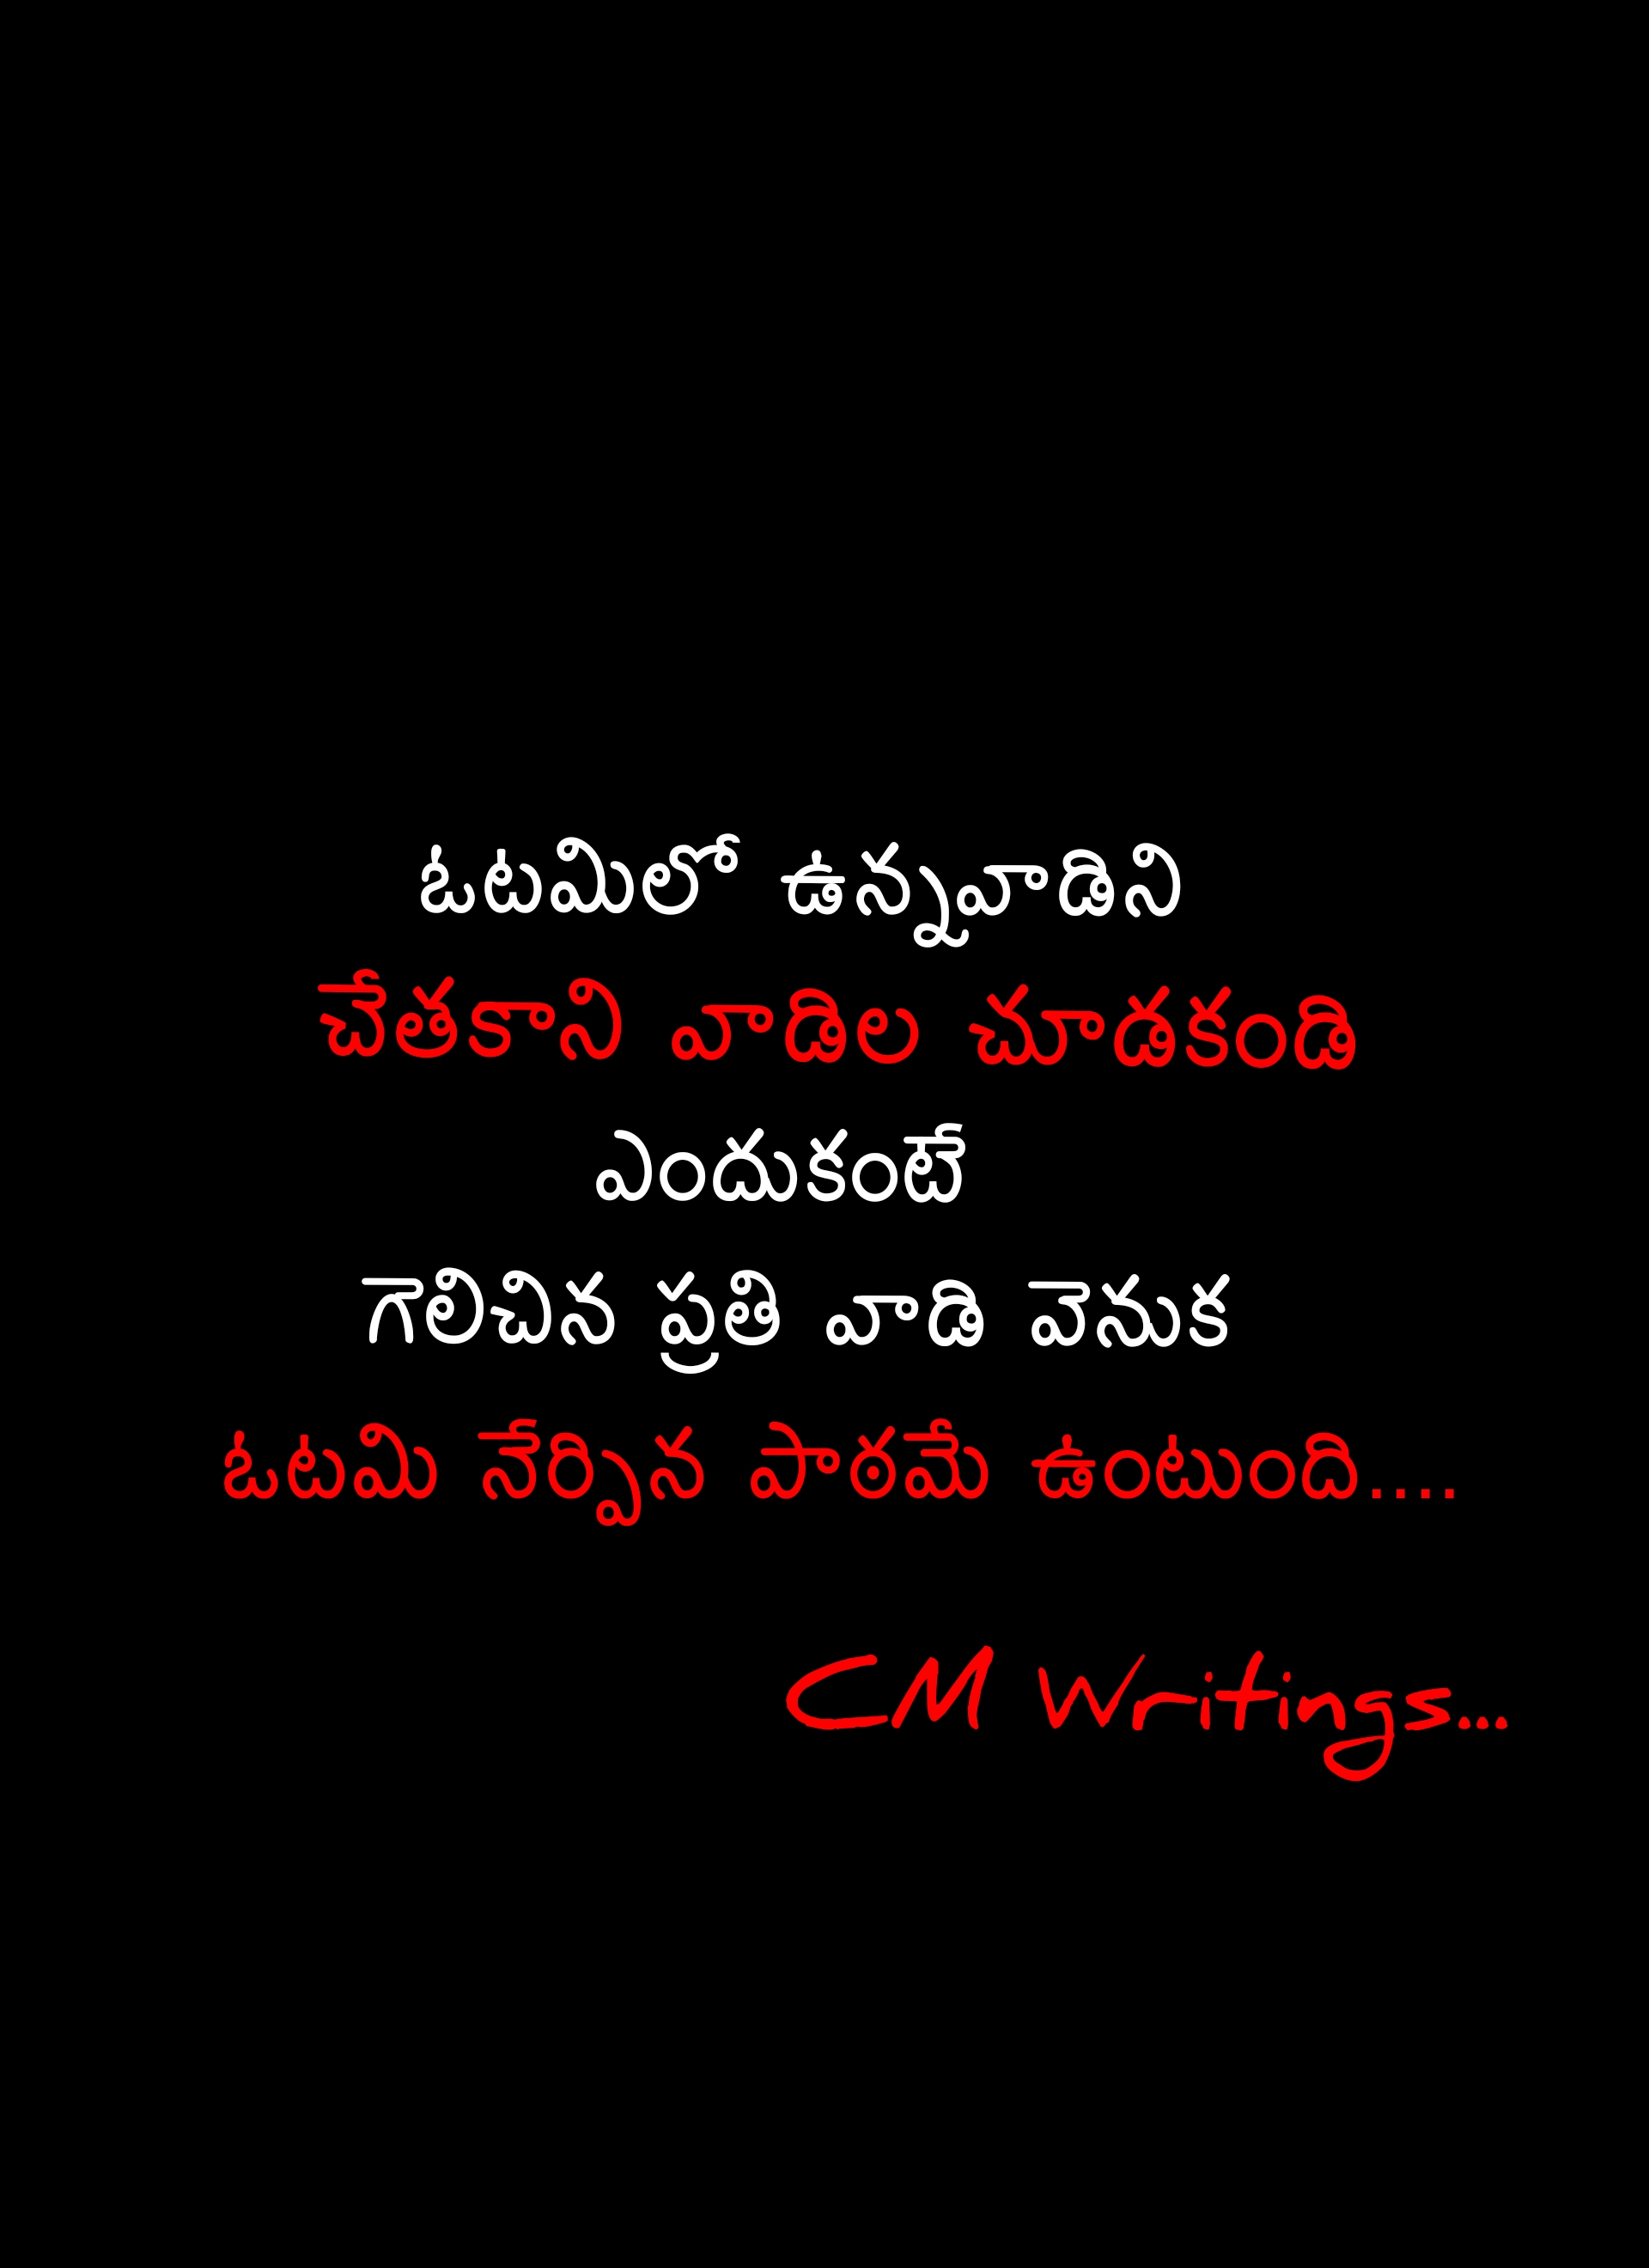 ఓటమిలో ఉన్నవాడిని
చేతకాని వాడిల చూడకండి
ఎందుకంటే
గెలిచిన ప్రతి వాడి వెనుక
ఓటమి నేర్పిన పాఠమే ఉంటుంది....
CM Writings...